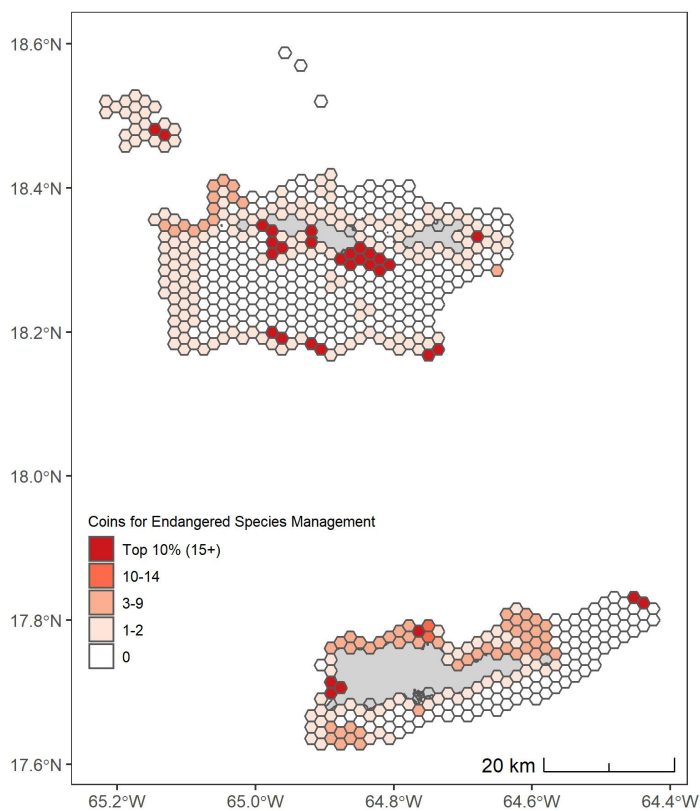 18.6°N
18.4°N
18.2°N
18.0°N
17.8°N
17.6°N
Coins for Endangered Species Management
Top 10% (15+)
10-14
3-9
1-2
0
20 km
65.2°W 65.0°W 64.8°W 64.6°W 64.4°W